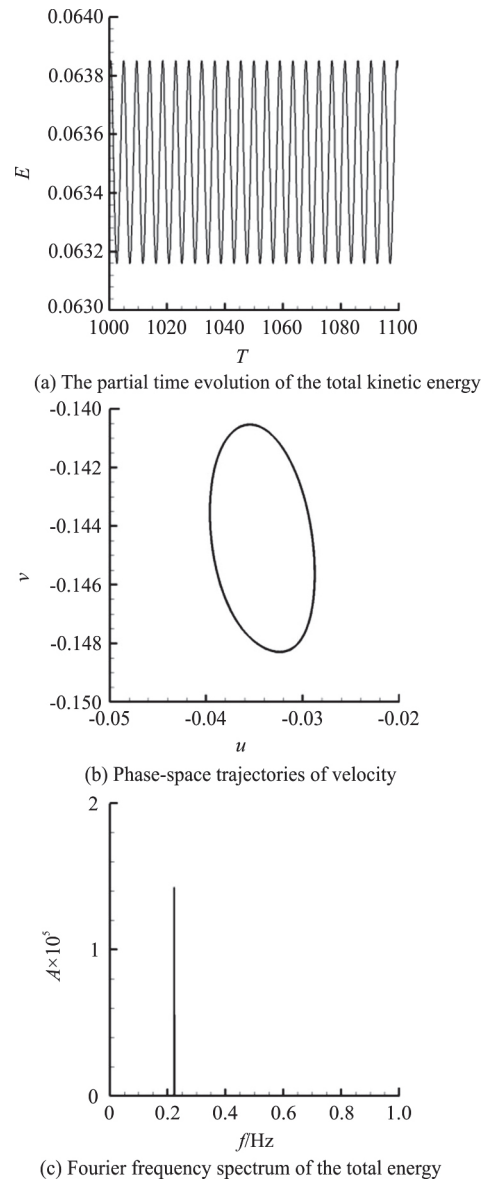 0.0640
0.0638
0.0636
0.0634
0.0632
0.0630
E
1000 1020 1040 1060 1080 1100
T
(a) The partial time evolution of the total kinetic energy
-0.140
-0.142
-0.144
-0.146
-0.148
-0.150
v
-0.05 -0.04 -0.03 -0.02
u
(b) Phase-space trajectories of velocity
2
1
0
A×10⁵
0 0.2 0.4 0.6 0.8 1.0
f/Hz
(c) Fourier frequency spectrum of the total energy